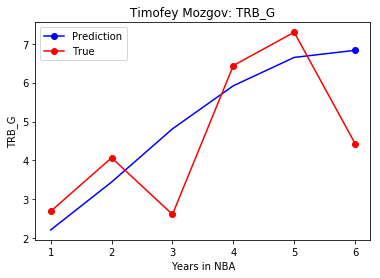 Timofey Mozgov: TRB_G
Prediction
True
TRB_G
7
6
5
4
3
2
1 2 3 4 5 6
Years in NBA